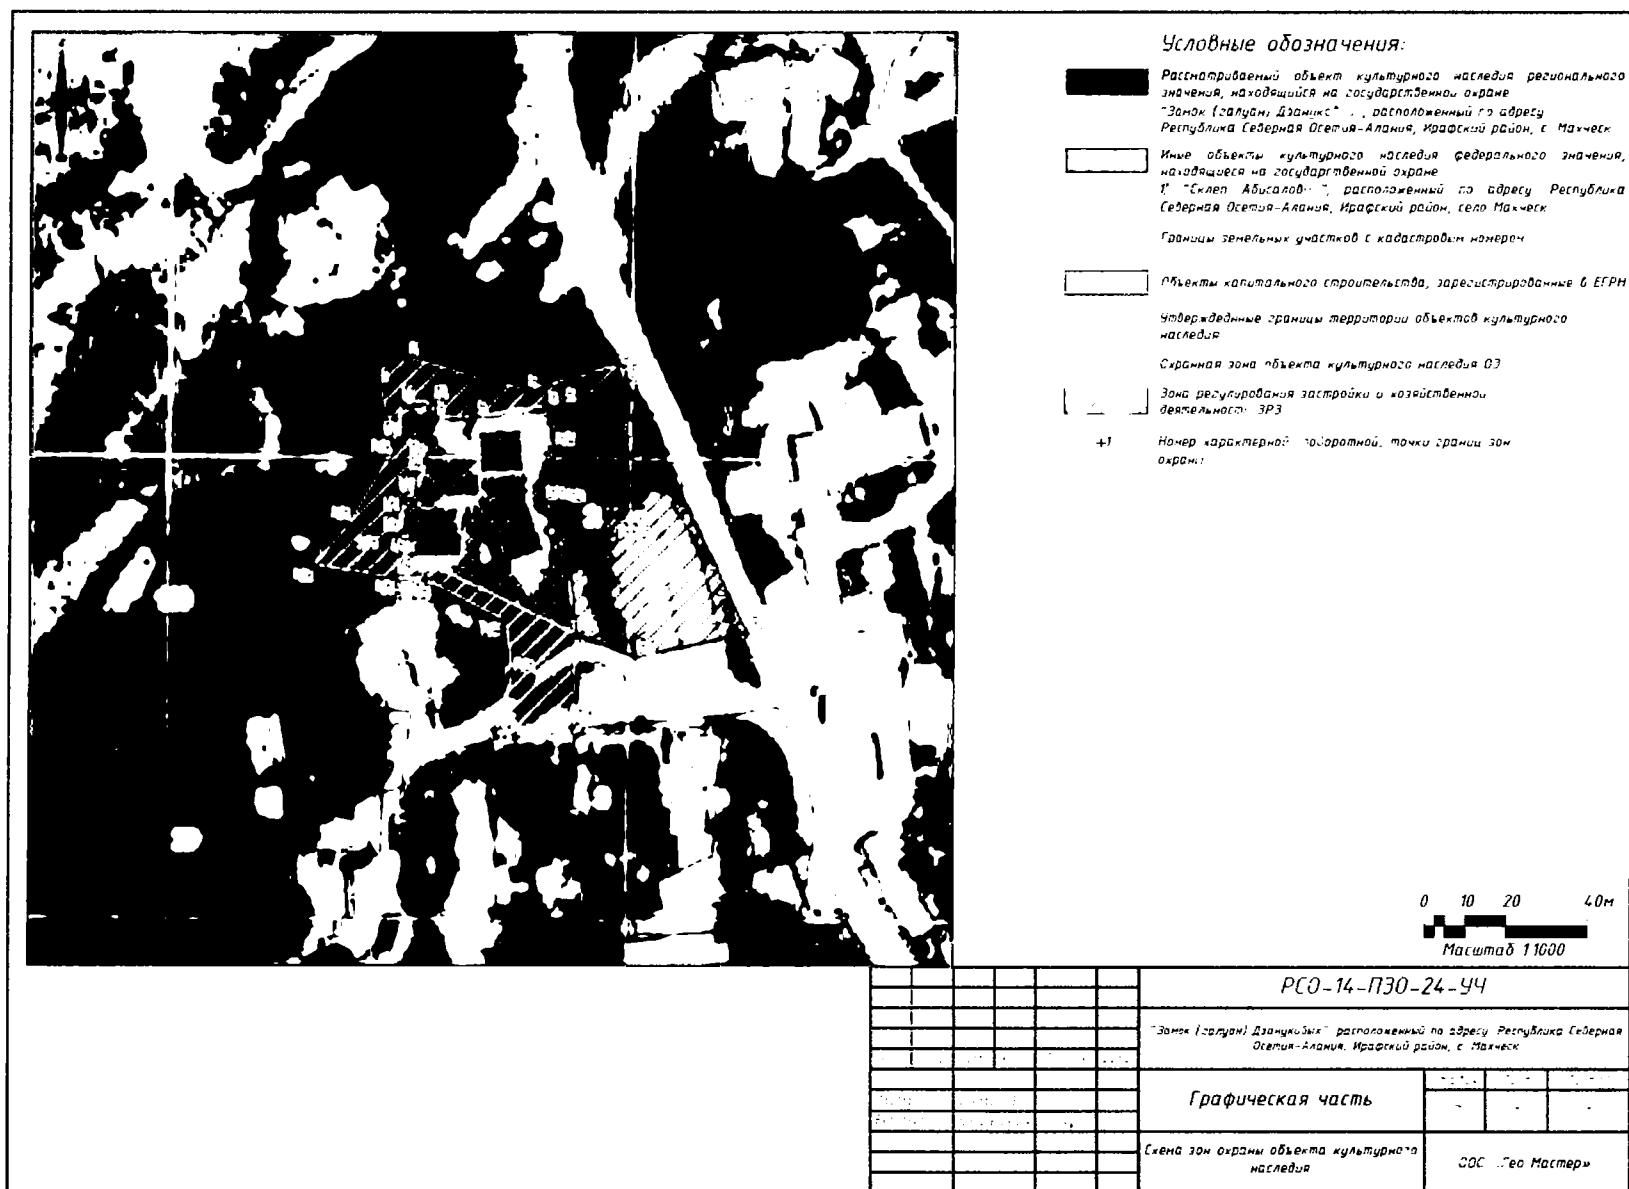 Условные обозначения:
Рассматриваемый объект культурного наследия регионального
значения, находящийся на государственной охране
"Замок (галуан) , расположенный по адресу
Республика Северная Осетия-Алания, Ирафский район, с. Махческ
Иные объекты культурного наследия федерального значения,
находящиеся на государственной охране
"Склеп , расположенный по адресу Республика
Северная Осетия-Алания, Ирафский район, село Махческ
Границы земельных участков с кадастровым номером
Объекты капитального строительства, зарегистрированные в ЕГРН
границы территории объектов культурного
наследия
Охранная зона объекта культурного наследия ОЗ
Зона регулирования застройки и хозяйственной
деятельности ЗРЗ
+1 Номер характерной точки границ зон
охраны
0 10 20 40м
Масштаб 1 1000
РСО-14-ПЗО-24-УЧ
"Замок (галуан) расположенный по адресу Республика Северная
Осетия-Алания, Ирафский район, с Махческ
Графическая часть
Схема зон охраны объекта культурного
наследия
Гео Мастер»